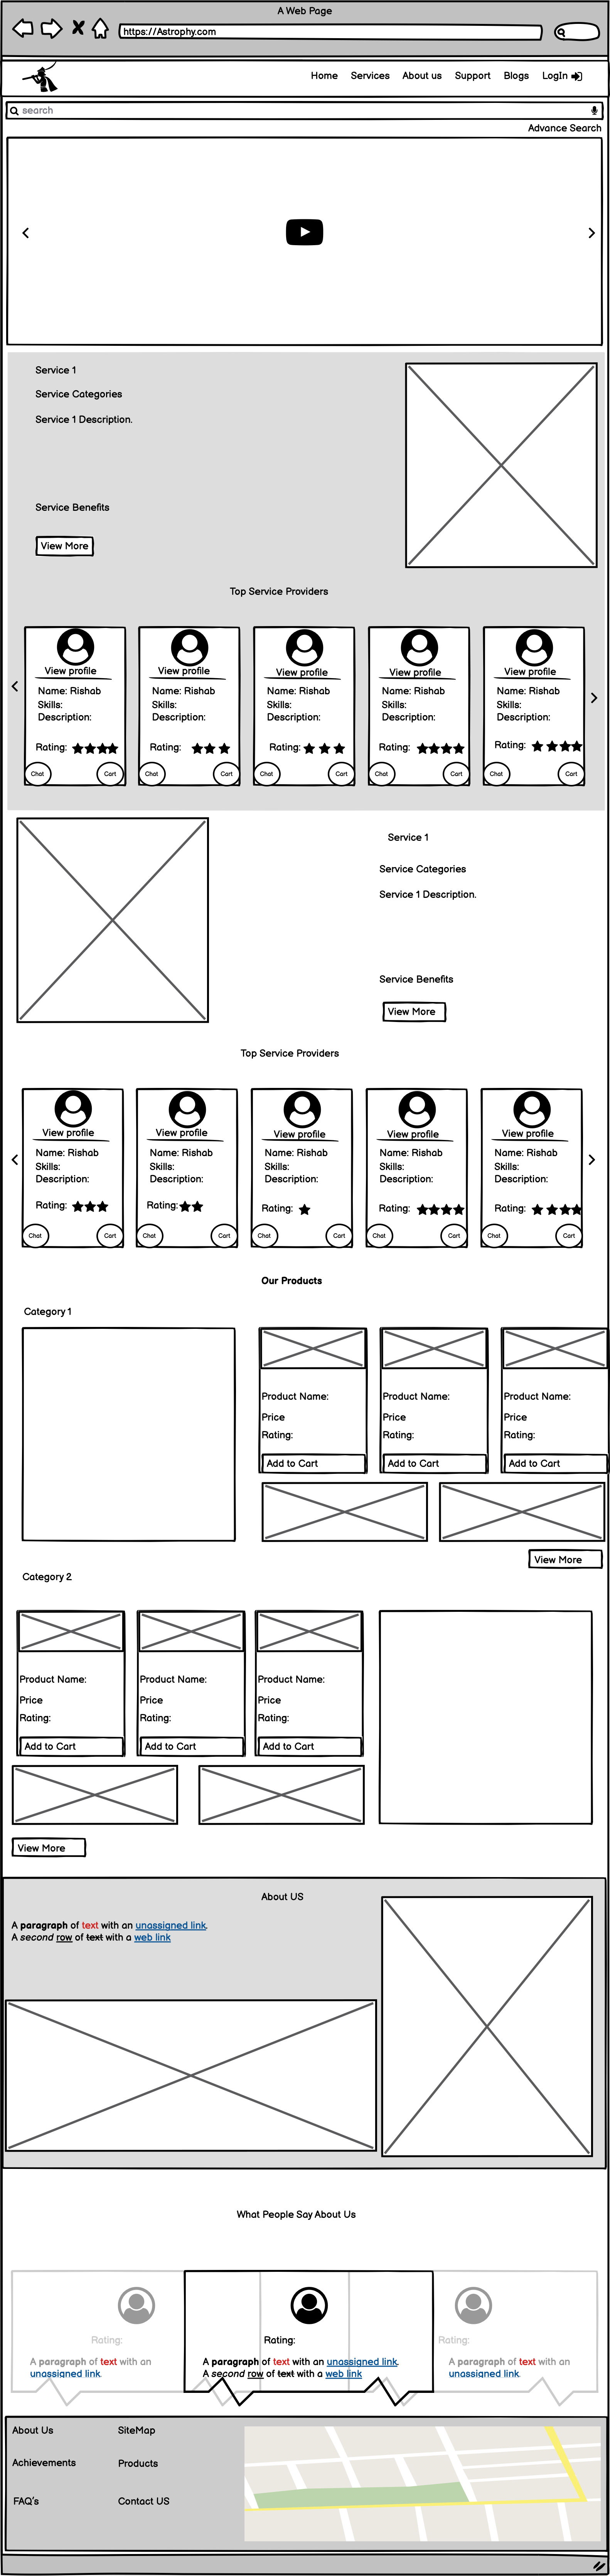 A Web Page
https://Astrophy.com
Home Services About us Support Blogs LogIn
search
Advance Search
Service 1
Service Categories
Service 1 Description.
Service Benefits
View More
Top Service Providers
View profile View profile View profile View profile View profile
Name: Rishab Name: Rishab Name: Rishab Name: Rishab Name: Rishab
Skills: Skills: Skills: Skills: Skills:
Description: Description: Description: Description: Description:
Rating: Rating: Rating: Rating: Rating:
Chat Cart Chat Cart Chat Cart Chat Cart Chat Cart
Service 1
Service Categories
Service 1 Description.
Service Benefits
View More
Top Service Providers
View profile View profile View profile View profile View profile
Name: Rishab Name: Rishab Name: Rishab Name: Rishab Name: Rishab
Skills: Skills: Skills: Skills: Skills:
Description: Description: Description: Description: Description:
Rating: Rating: Rating: Rating: Rating:
Chat Cart Chat Cart Chat Cart Chat Cart Chat Cart
Our Products
Category 1
Product Name: Product Name: Product Name:
Price Price Price
Rating: Rating: Rating:
Add to Cart Add to Cart Add to Cart
View More
Category 2
Product Name: Product Name: Product Name:
Price Price Price
Rating: Rating: Rating:
Add to Cart Add to Cart Add to Cart
View More
About US
A paragraph of text with an unassigned link.
A second row of text with a web link
What People Say About Us
Rating:
A paragraph of text with an
unassigned link.
Rating:
A paragraph of text with an unassigned link.
A second row of text with a web link
Rating:
A paragraph of text with an
unassigned link.
About Us SiteMap
Achievements Products
FAQ's Contact US